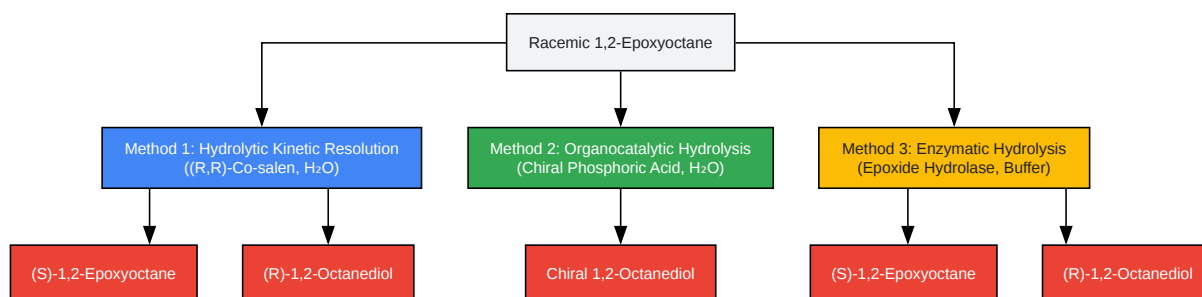 Racemic 1,2-Epoxyoctane
Method 1: Hydrolytic Kinetic Resolution
((R,R)-Co-salen, H₂O)
Method 2: Organocatalytic Hydrolysis
(Chiral Phosphoric Acid, H₂O)
Method 3: Enzymatic Hydrolysis
(Epoxide Hydrolase, Buffer)
(S)-1,2-Epoxyoctane
(R)-1,2-Octanediol
Chiral 1,2-Octanediol
(S)-1,2-Epoxyoctane
(R)-1,2-Octanediol